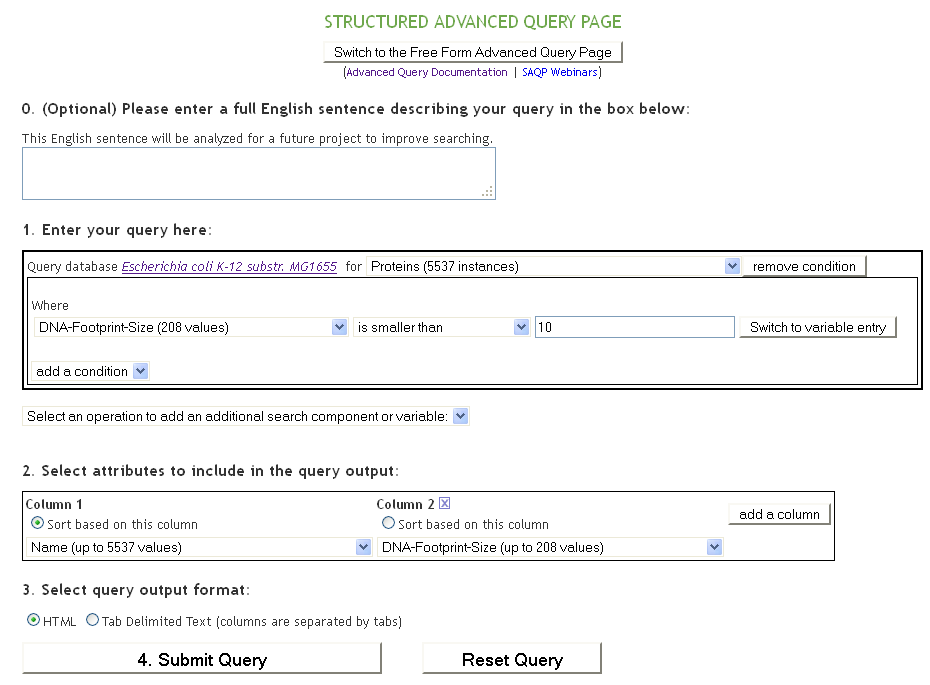 STRUCTURED ADVANCED QUERY PAGE
Switch to the Free Form Advanced Query Page
(Advanced Query Documentation | SAQP Webinars)
0. (Optional) Please enter a full English sentence describing your query in the box below:
This English sentence will be analyzed for a future project to improve searching.
1. Enter your query here:
Query database Escherichia coli K-12 substr. MG1655 for Proteins (5537 instances) remove condition
Where
DNA-Footprint-Size (208 values) is smaller than 10 Switch to variable entry
add a condition
Select an operation to add an additional search component or variable:
2. Select attributes to include in the query output:
Column 1 Column 2 X
Sort based on this column Sort based on this column add a column
Name (up to 5537 values) DNA-Footprint-Size (up to 208 values)
3. Select query output format:
HTML Tab Delimited Text (columns are separated by tabs)
4. Submit Query Reset Query